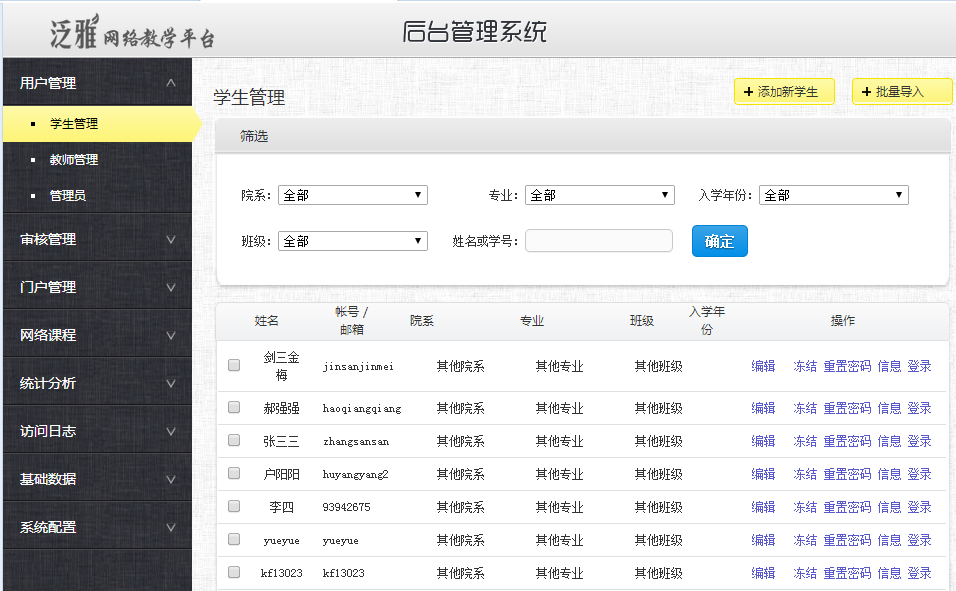 泛雅网络教学平台
后台管理系统
用户管理
学生管理
教师管理
管理员
审核管理
门户管理
网络课程
统计分析
访问日志
基础数据
系统配置
学生管理
+ 添加新学生
+ 批量导入
筛选
院系: 全部 专业: 全部 入学年份: 全部
班级: 全部 姓名或学号: 确定
姓名 帐号 / 邮箱 院系 专业 班级 入学年份 操作
剑三金梅 jinsanjinmei 其他院系 其他专业 其他班级 编辑 冻结 重置密码 信息 登录
郝强强 haoqiangqiang 其他院系 其他专业 其他班级 编辑 冻结 重置密码 信息 登录
张三三 zhangsansan 其他院系 其他专业 其他班级 编辑 冻结 重置密码 信息 登录
户阳阳 huyangyang2 其他院系 其他专业 其他班级 编辑 冻结 重置密码 信息 登录
李四 93942675 其他院系 其他专业 其他班级 编辑 冻结 重置密码 信息 登录
yueyue yueyue 其他院系 其他专业 其他班级 编辑 冻结 重置密码 信息 登录
kf13023 kf13023 其他院系 其他专业 其他班级 编辑 冻结 重置密码 信息 登录